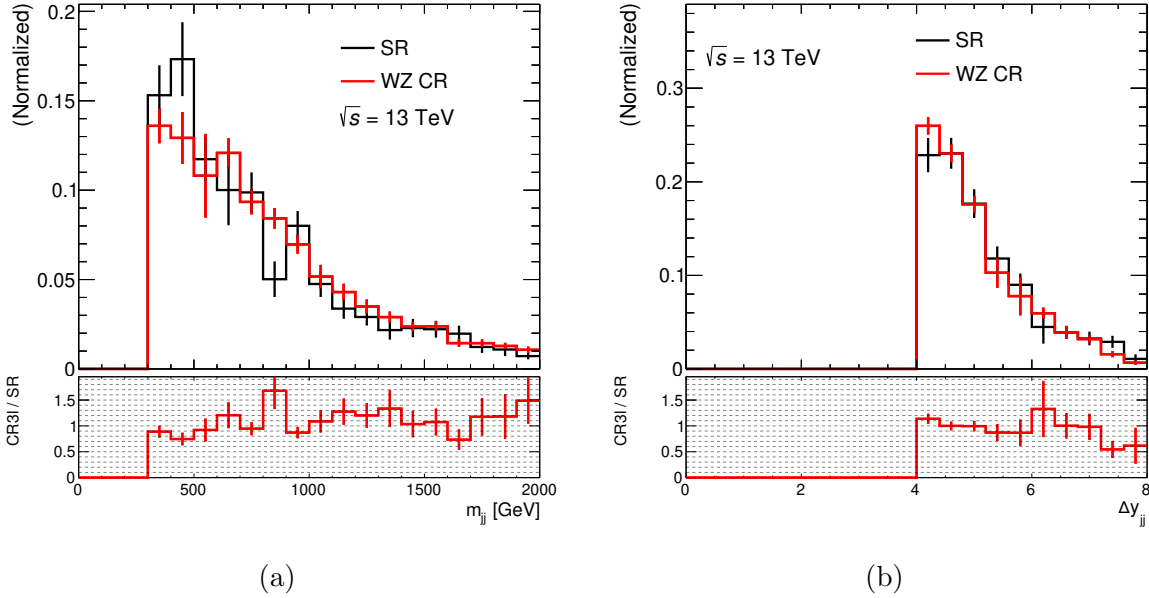 (Normalized)
0.2
0.15
0.1
0.05
0
SR
WZ CR
√s = 13 TeV
CR3l / SR
1.5
1
0.5
0
0 500 1000 1500 2000
m_jj [GeV]
(a)
(Normalized)
0.3
0.2
0.1
0
√s = 13 TeV
SR
WZ CR
CR3l / SR
1.5
1
0.5
0
0 2 4 6 8
Δy_jj
(b)